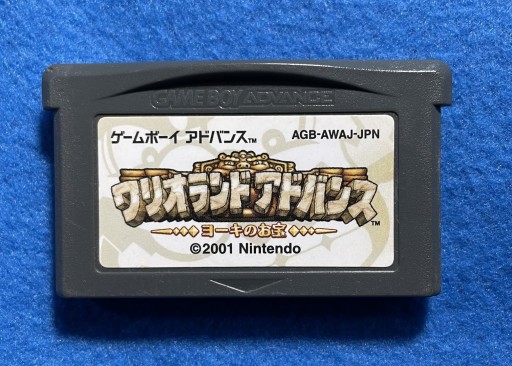 GAME BOY ADVANCE
ゲームボーイ アドバンス™
AGB-AWAJ-JPN
ワリオランドアドバンス™
ヨーキのお宝
©2001 Nintendo